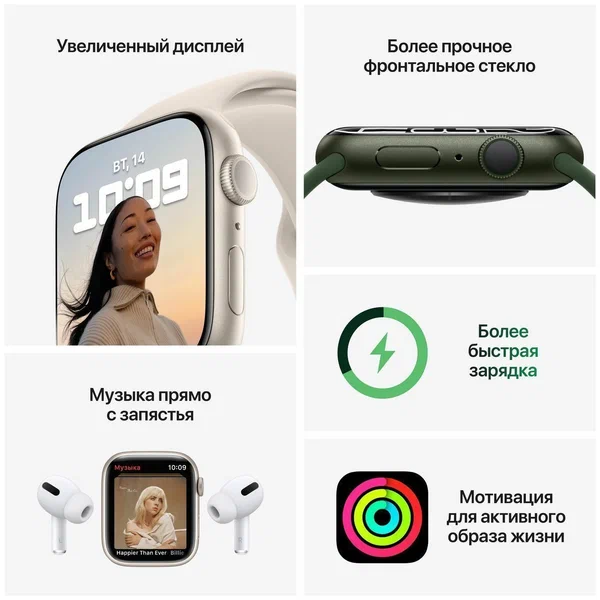 Увеличенный дисплей
ВТ, 14
10:09
Более прочное
фронтальное стекло
Более
быстрая
зарядка
Музыка прямо
с запястья
Музыка 10:09
Happier Than Ever Billie
Мотивация
для активного
образа жизни